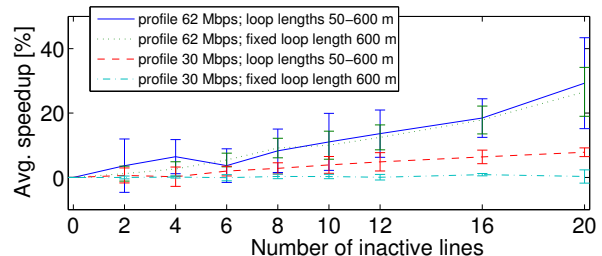 profile 62 Mbps; loop lengths 50−600 m
profile 62 Mbps; fixed loop length 600 m
profile 30 Mbps; loop lengths 50−600 m
profile 30 Mbps; fixed loop length 600 m
Avg. speedup [%]
40
20
0
0 2 4 6 8 10 12 16 20
Number of inactive lines